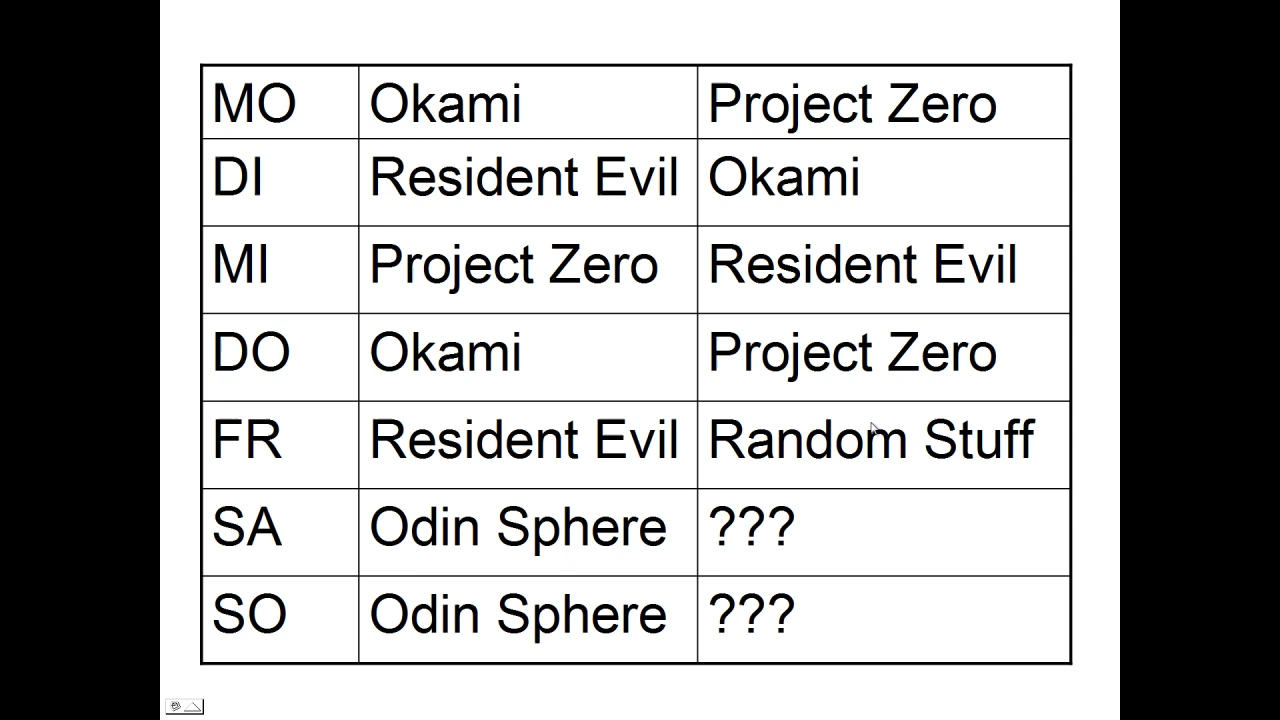 MO Okami Project Zero
DI Resident Evil Okami
MI Project Zero Resident Evil
DO Okami Project Zero
FR Resident Evil Random Stuff
SA Odin Sphere ???
SO Odin Sphere ???